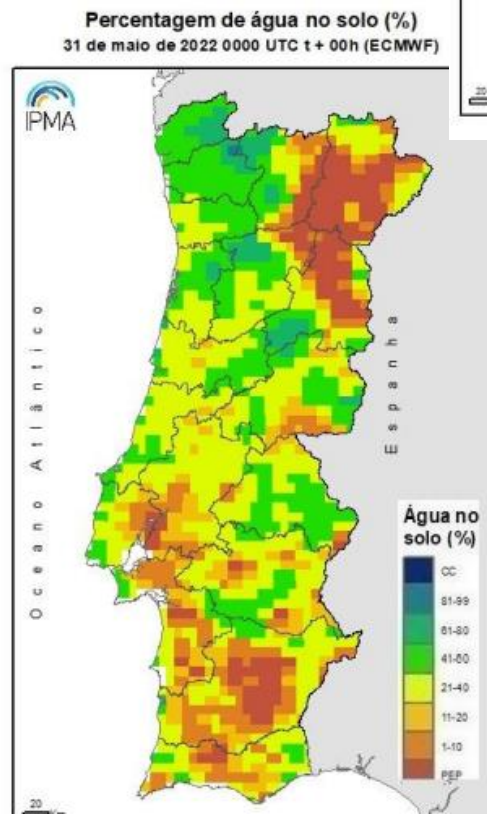 Percentagem de água no solo (%)
31 de maio de 2022 0000 UTC t + 00h (ECMWF)
IPMA
Oceano Atlântico
Espanha
Água no
solo (%)
CC
81-99
61-80
41-60
21-40
11-20
1-10
PEP
20
20